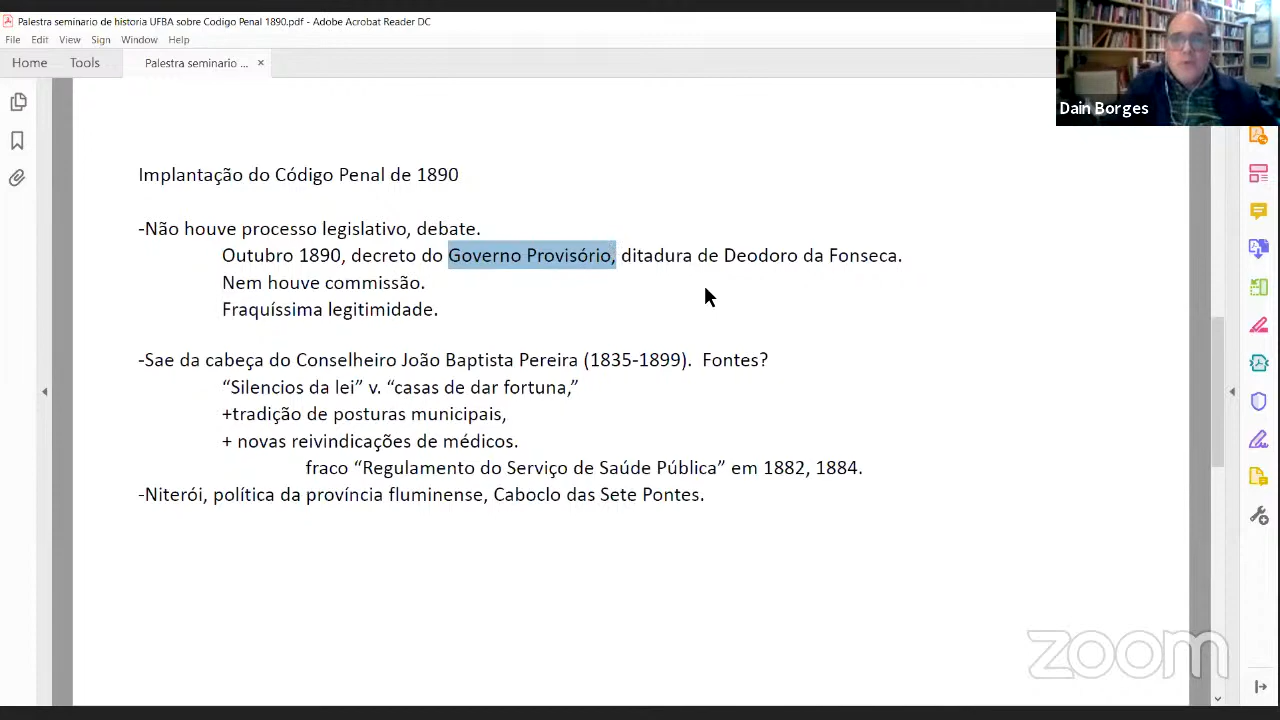 Palestra seminario de historia UFBA sobre Codigo Penal 1890.pdf - Adobe Acrobat Reader DC
File Edit View Sign Window Help
Home Tools Palestra seminario ... ×
Dain Borges
Implantação do Código Penal de 1890
-Não houve processo legislativo, debate.
Outubro 1890, decreto do Governo Provisório, ditadura de Deodoro da Fonseca.
Nem houve commissão.
Fraquíssima legitimidade.
-Sae da cabeça do Conselheiro João Baptista Pereira (1835-1899). Fontes?
“Silencios da lei” v. “casas de dar fortuna,”
+tradição de posturas municipais,
+ novas reivindicações de médicos.
fraco “Regulamento do Serviço de Saúde Pública” em 1882, 1884.
-Niterói, política da província fluminense, Caboclo das Sete Pontes.
zoom